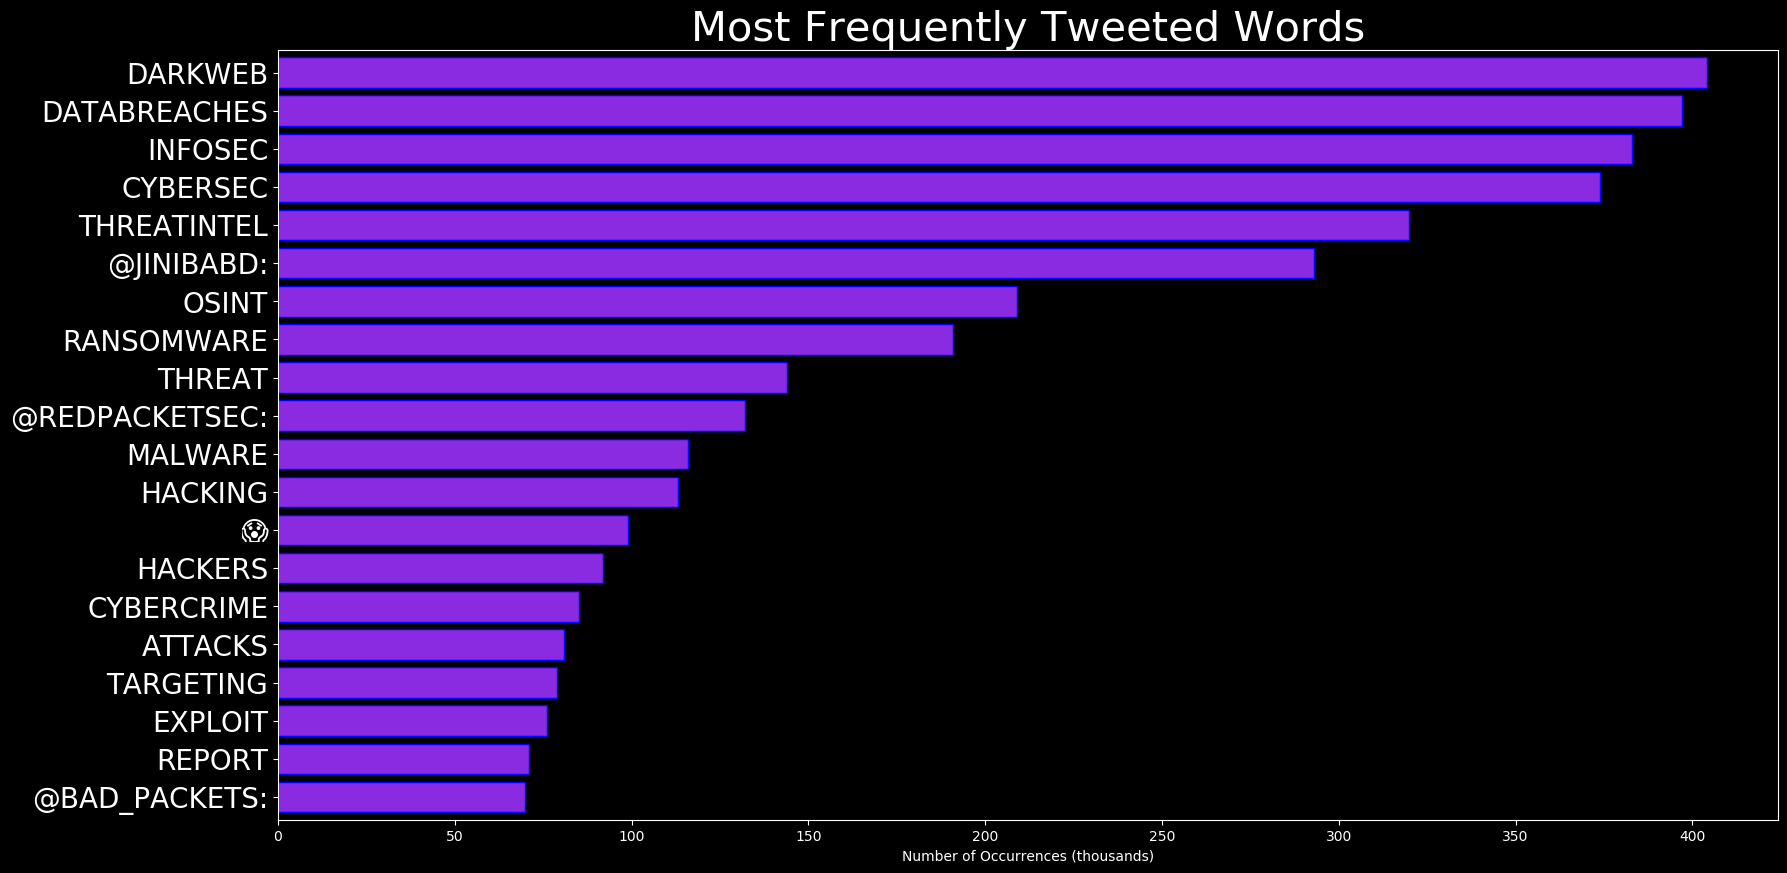 Most Frequently Tweeted Words
DARKWEB
DATABREACHES
INFOSEC
CYBERSEC
THREATINTEL
@JINIBABD:
OSINT
RANSOMWARE
THREAT
@REDPACKETSEC:
MALWARE
HACKING
😱
HACKERS
CYBERCRIME
ATTACKS
TARGETING
EXPLOIT
REPORT
@BAD_PACKETS:
0 50 100 150 200 250 300 350 400
Number of Occurrences (thousands)